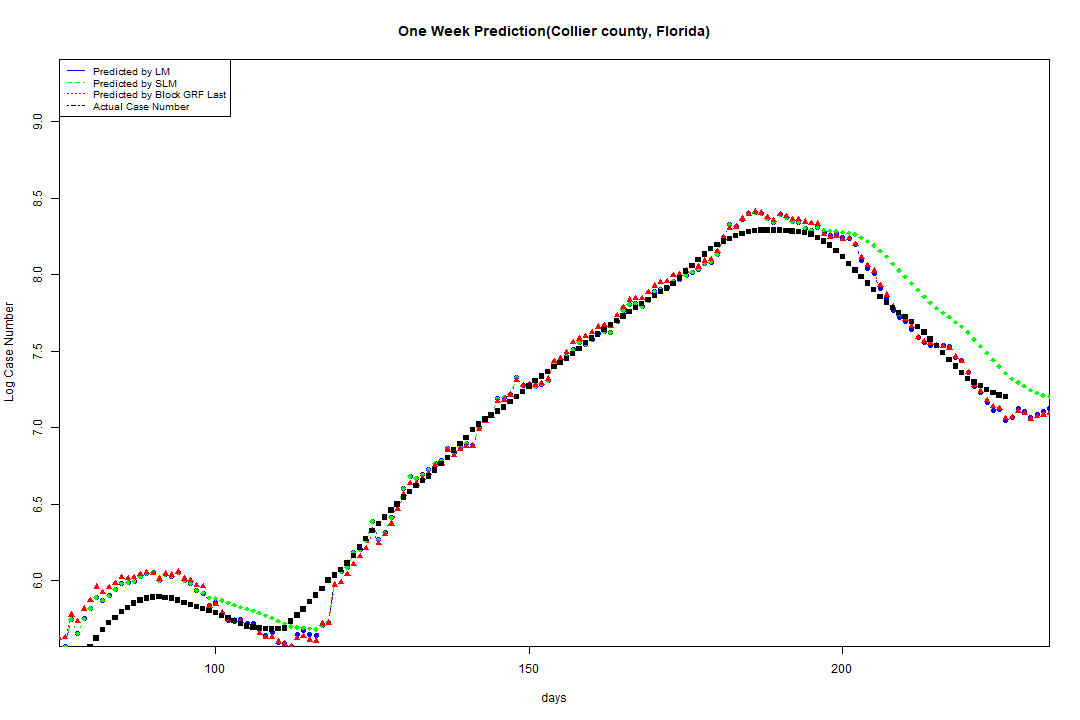 One Week Prediction(Collier county, Florida)
Predicted by LM
Predicted by SLM
Predicted by Block GRF Last
Actual Case Number
9.0
8.5
8.0
7.5
7.0
6.5
6.0
Log Case Number
100 150 200
days